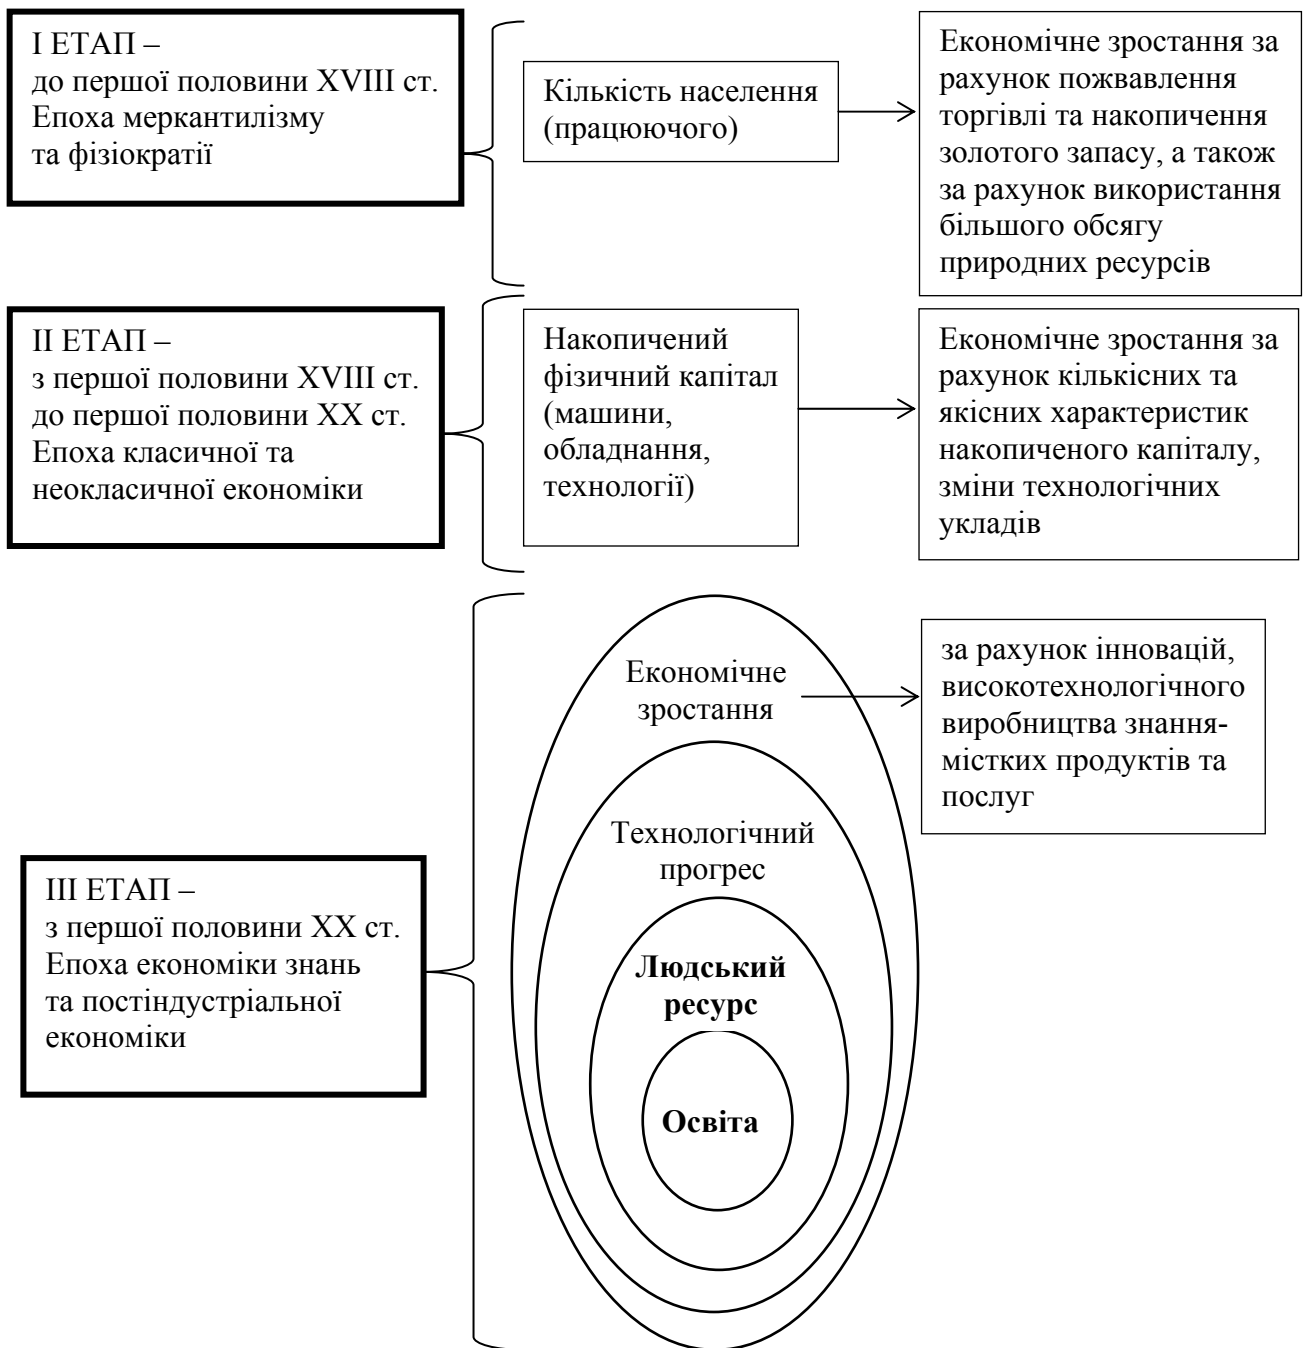 І ЕТАП –
до першої половини XVIII ст.
Епоха меркантилізму
та фізіократії
Кількість населення
(працюючого)
Економічне зростання за
рахунок пожвавлення
торгівлі та накопичення
золотого запасу, а також
за рахунок використання
більшого обсягу
природних ресурсів
ІІ ЕТАП –
з першої половини XVIII ст.
до першої половини XX ст.
Епоха класичної та
неокласичної економіки
Накопичений
фізичний капітал
(машини,
обладнання,
технології)
Економічне зростання за
рахунок кількісних та
якісних характеристик
накопиченого капіталу,
зміни технологічних
укладів
ІІІ ЕТАП –
з першої половини XX ст.
Епоха економіки знань
та постіндустріальної
економіки
Економічне
зростання
Технологічний
прогрес
Людський
ресурс
Освіта
за рахунок інновацій,
високотехнологічного
виробництва знання-
містких продуктів та
послуг